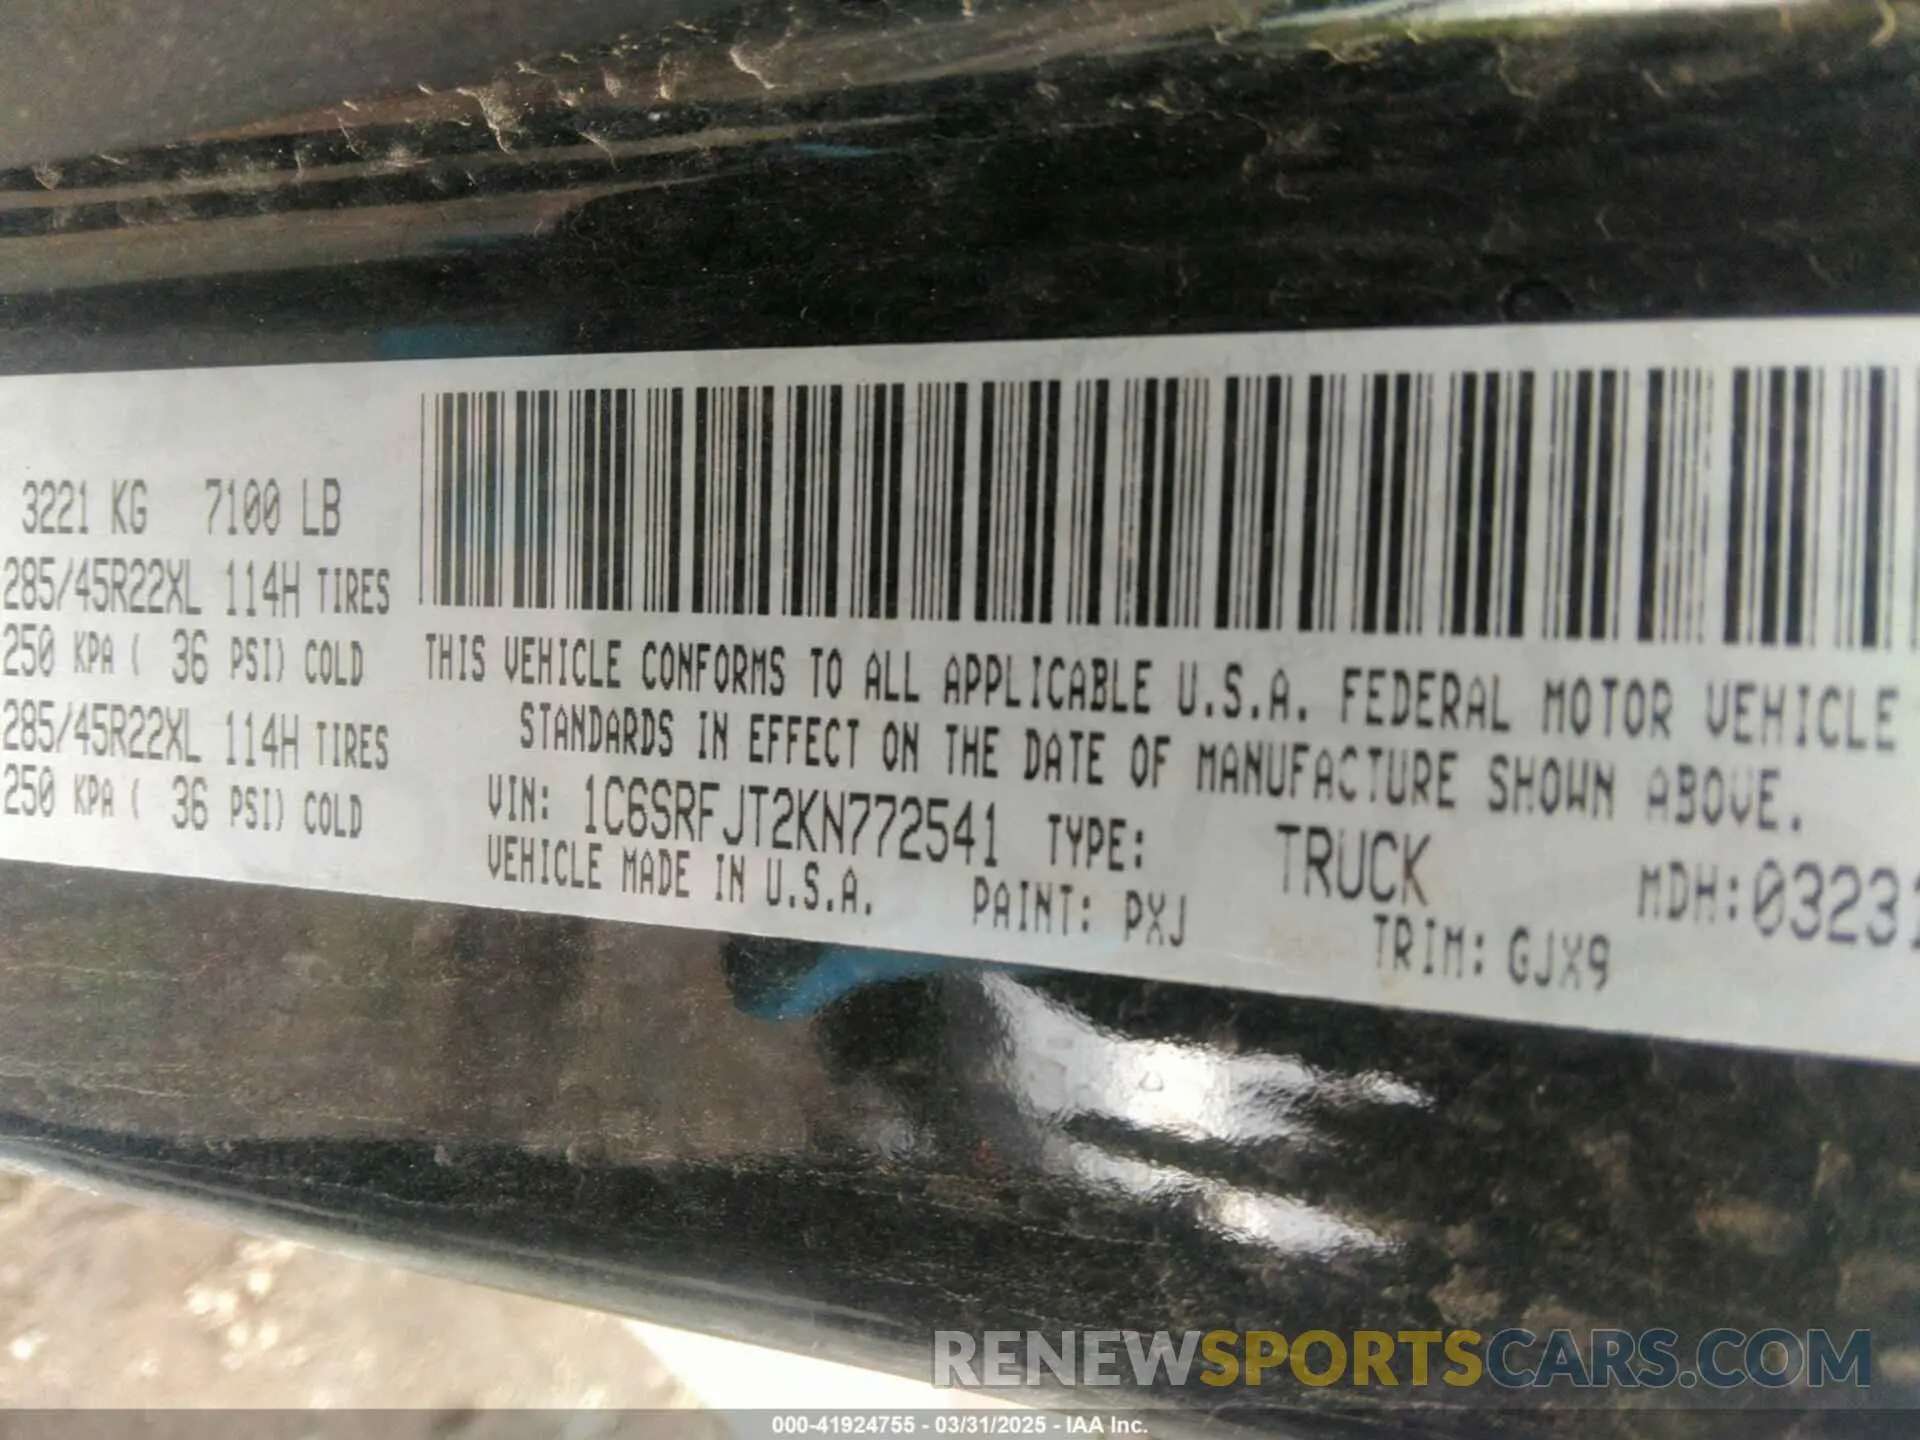 3221 KG 7100 LB
285/45R22XL 114H TIRES
250 KPA ( 36 PSI) COLD
285/45R22XL 114H TIRES
250 KPA ( 36 PSI) COLD
THIS VEHICLE CONFORMS TO ALL APPLICABLE U.S.A. FEDERAL MOTOR VEHICLE
STANDARDS IN EFFECT ON THE DATE OF MANUFACTURE SHOWN ABOVE.
VIN: 1C6SRFJT2KN772541 TYPE: TRUCK MDH:03231
VEHICLE MADE IN U.S.A. PAINT: PXJ TRIM: GJX9
RENEWSPORTSCARS.COM
000-41924755 - 03/31/2025 - IAA Inc.